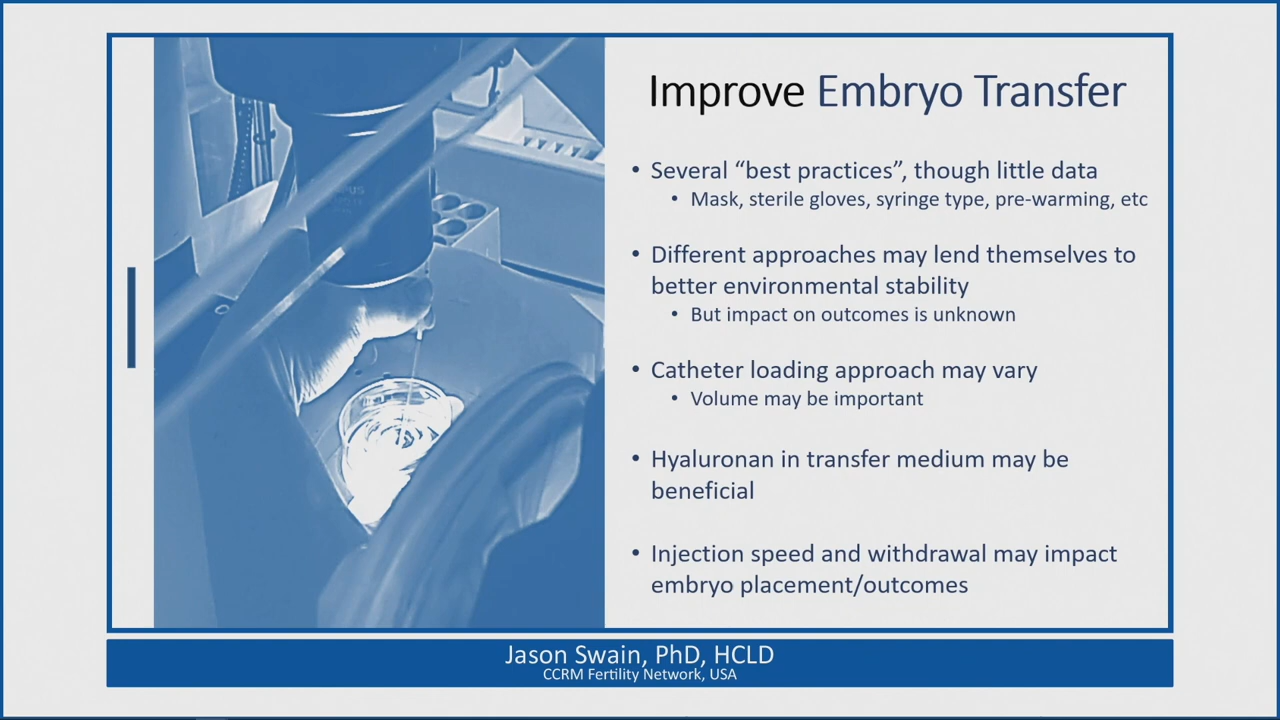 Improve Embryo Transfer
• Several “best practices”, though little data
• Mask, sterile gloves, syringe type, pre-warming, etc
• Different approaches may lend themselves to
better environmental stability
• But impact on outcomes is unknown
• Catheter loading approach may vary
• Volume may be important
• Hyaluronan in transfer medium may be
beneficial
• Injection speed and withdrawal may impact
embryo placement/outcomes
Jason Swain, PhD, HCLD
CCRM Fertility Network, USA